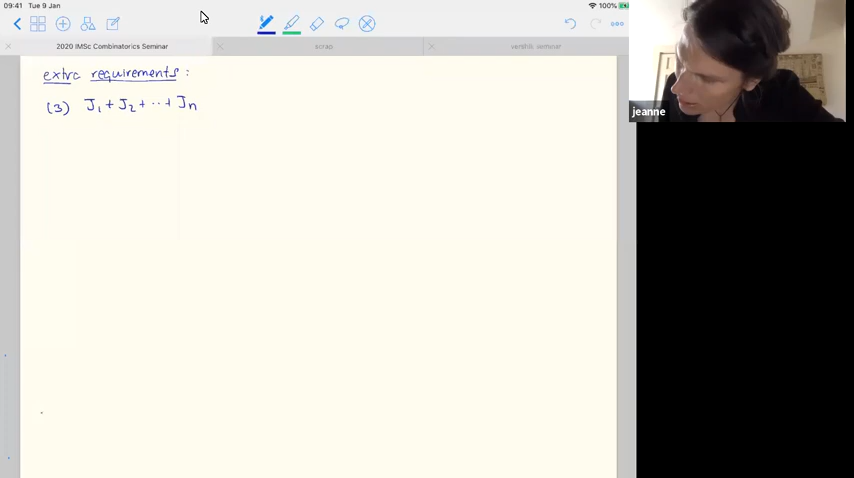 09:41 Tue 9 Jan
100%
2020 IMSc Combinatorics Seminar
scrap
vershik seminar
extra requirements :
(3) J₁ + J₂ + ·· + Jₙ
jeanne